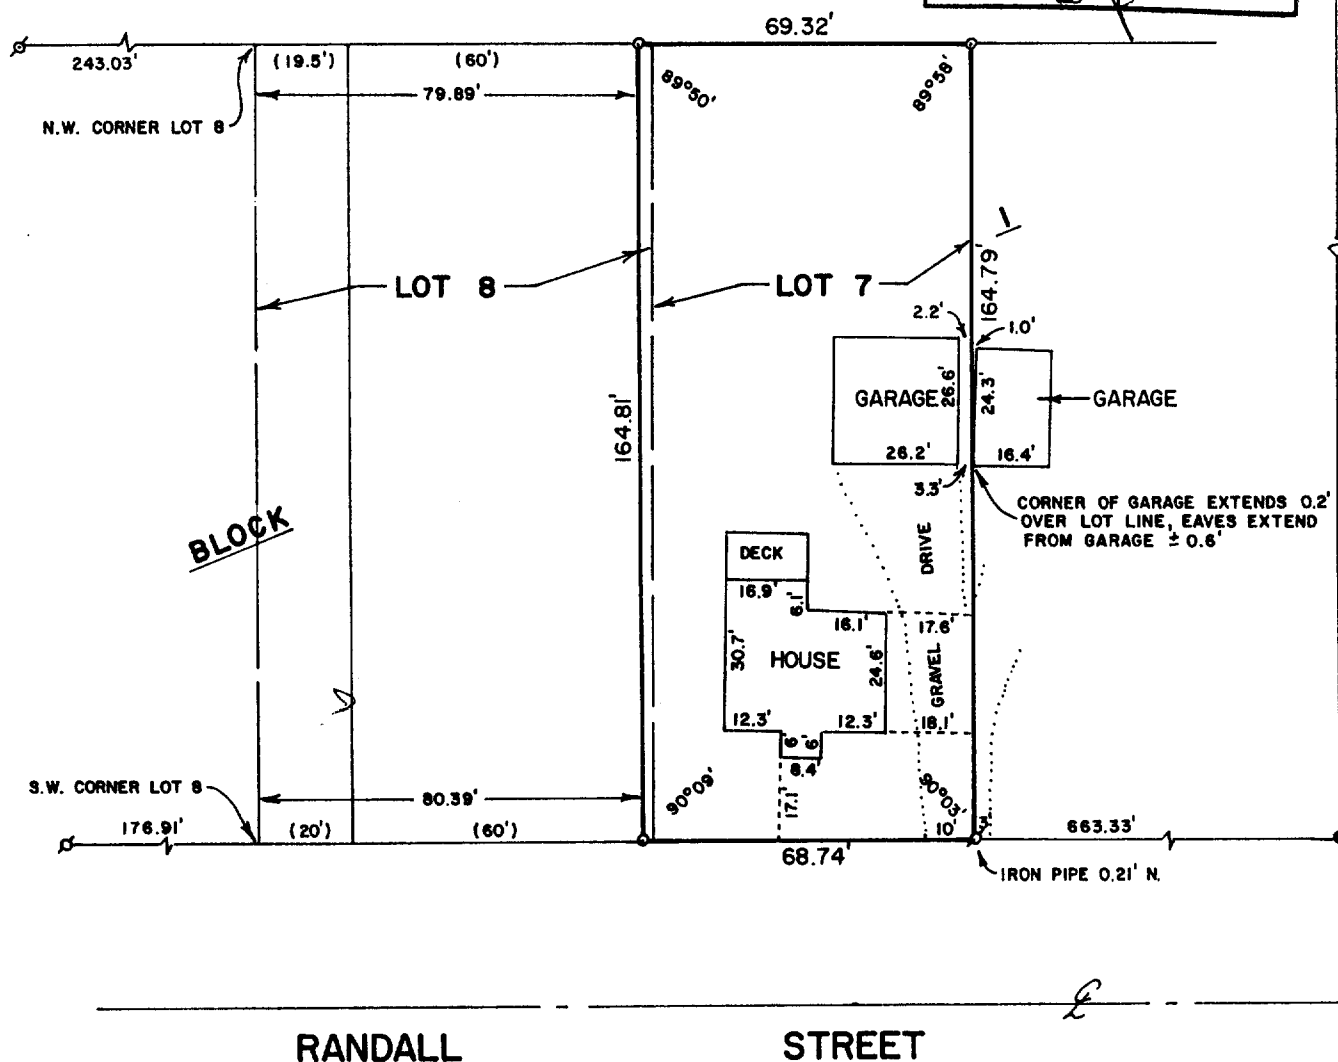 69.32'
243.03'
(19.5')
(60')
89°50'
89°58'
79.89'
N.W. CORNER LOT 8
1
LOT 8
LOT 7
164.79'
2.2'
1.0'
164.81'
GARAGE
26.6'
24.3'
GARAGE
26.2'
16.4'
3.3'
CORNER OF GARAGE EXTENDS 0.2'
OVER LOT LINE, EAVES EXTEND
FROM GARAGE ± 0.6'
BLOCK
DECK
DRIVE
16.9'
6.1'
16.1'
17.6'
30.7'
HOUSE
24.6'
GRAVEL
12.3'
12.3'
18.1'
6'
6'
8.4'
S.W. CORNER LOT 8
80.39'
90°09'
17.1'
90°03'
176.91'
(20')
(60')
10'
3'
663.33'
68.74'
IRON PIPE 0.21' N.
RANDALL STREET